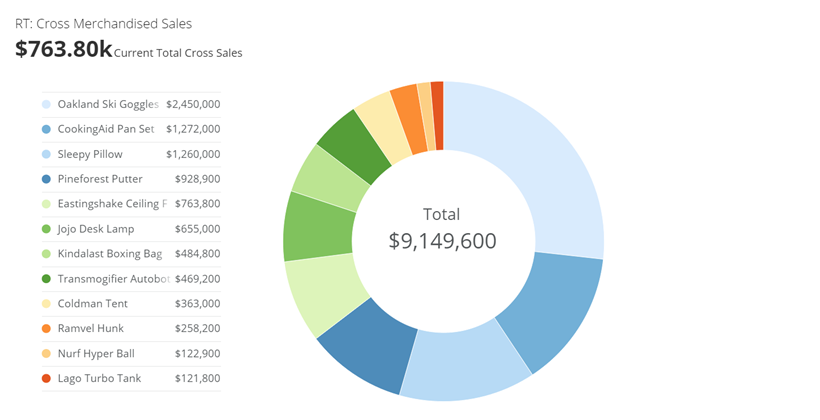 RT: Cross Merchandised Sales
$763.80k Current Total Cross Sales
Oakland Ski Goggles $2,450,000
CookingAid Pan Set $1,272,000
Sleepy Pillow $1,260,000
Pineforest Putter $928,900
Eastingshake Ceiling F $763,800
Jojo Desk Lamp $655,000
Kindalast Boxing Bag $484,800
Transmogifier Autobot $469,200
Coldman Tent $363,000
Ramvel Hunk $258,200
Nurf Hyper Ball $122,900
Lago Turbo Tank $121,800
Total
$9,149,600